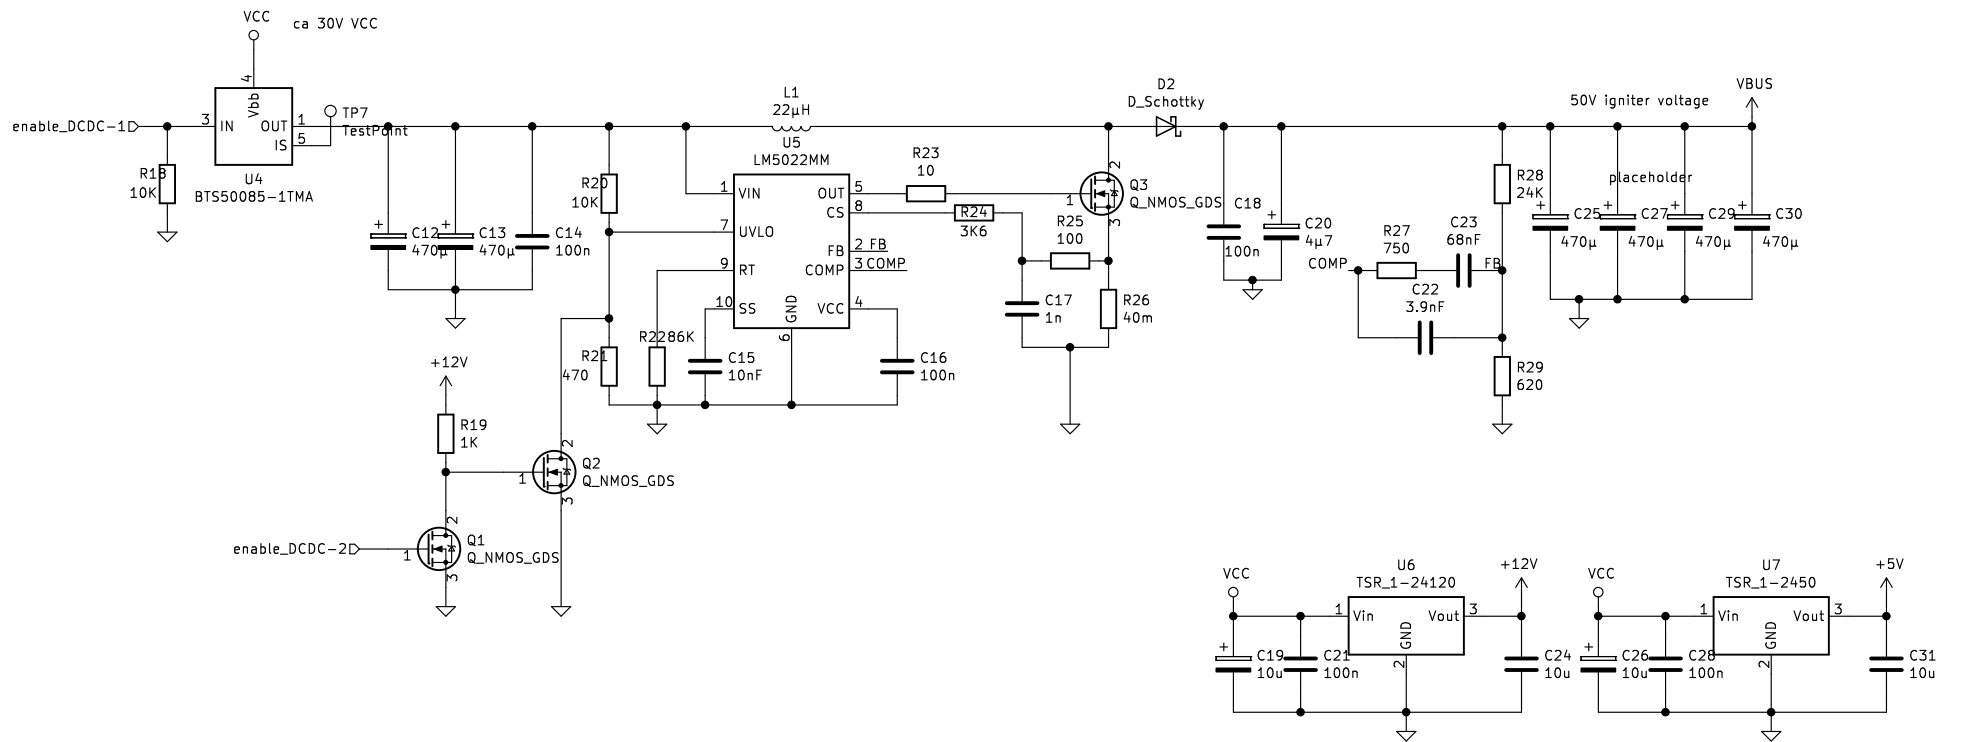 VCC
ca 30V VCC
4
Vbb
enable_DCDC-1
3
IN
OUT
1
IS
5
TP7
TestPoint
R18
10K
U4
BTS50085-1TMA
+
C12
470µ
+
C13
470µ
C14
100n
R20
10K
R21
470
L1
22µH
U5
LM5022MM
1
VIN
7
UVLO
9
RT
10
SS
OUT
5
CS
8
FB
2
FB
COMP
3
COMP
VCC
4
GND
6
R22
86K
C15
10nF
C16
100n
R23
10
R24
3K6
R25
100
C17
1n
R26
40m
1
2
3
Q3
Q_NMOS_GDS
D2
D_Schottky
C18
100n
+
C20
4µ7
COMP
R27
750
C23
68nF
FB
C22
3.9nF
R28
24K
R29
620
50V igniter voltage
placeholder
VBUS
+
C25
470µ
+
C27
470µ
+
C29
470µ
+
C30
470µ
+12V
R19
1K
1
2
3
Q2
Q_NMOS_GDS
enable_DCDC-2
1
2
3
Q1
Q_NMOS_GDS
VCC
U6
TSR_1-24120
+12V
1
Vin
Vout
3
GND
2
+
C19
10u
C21
100n
C24
10u
VCC
U7
TSR_1-2450
+5V
1
Vin
Vout
3
GND
2
+
C26
10u
C28
100n
C31
10u